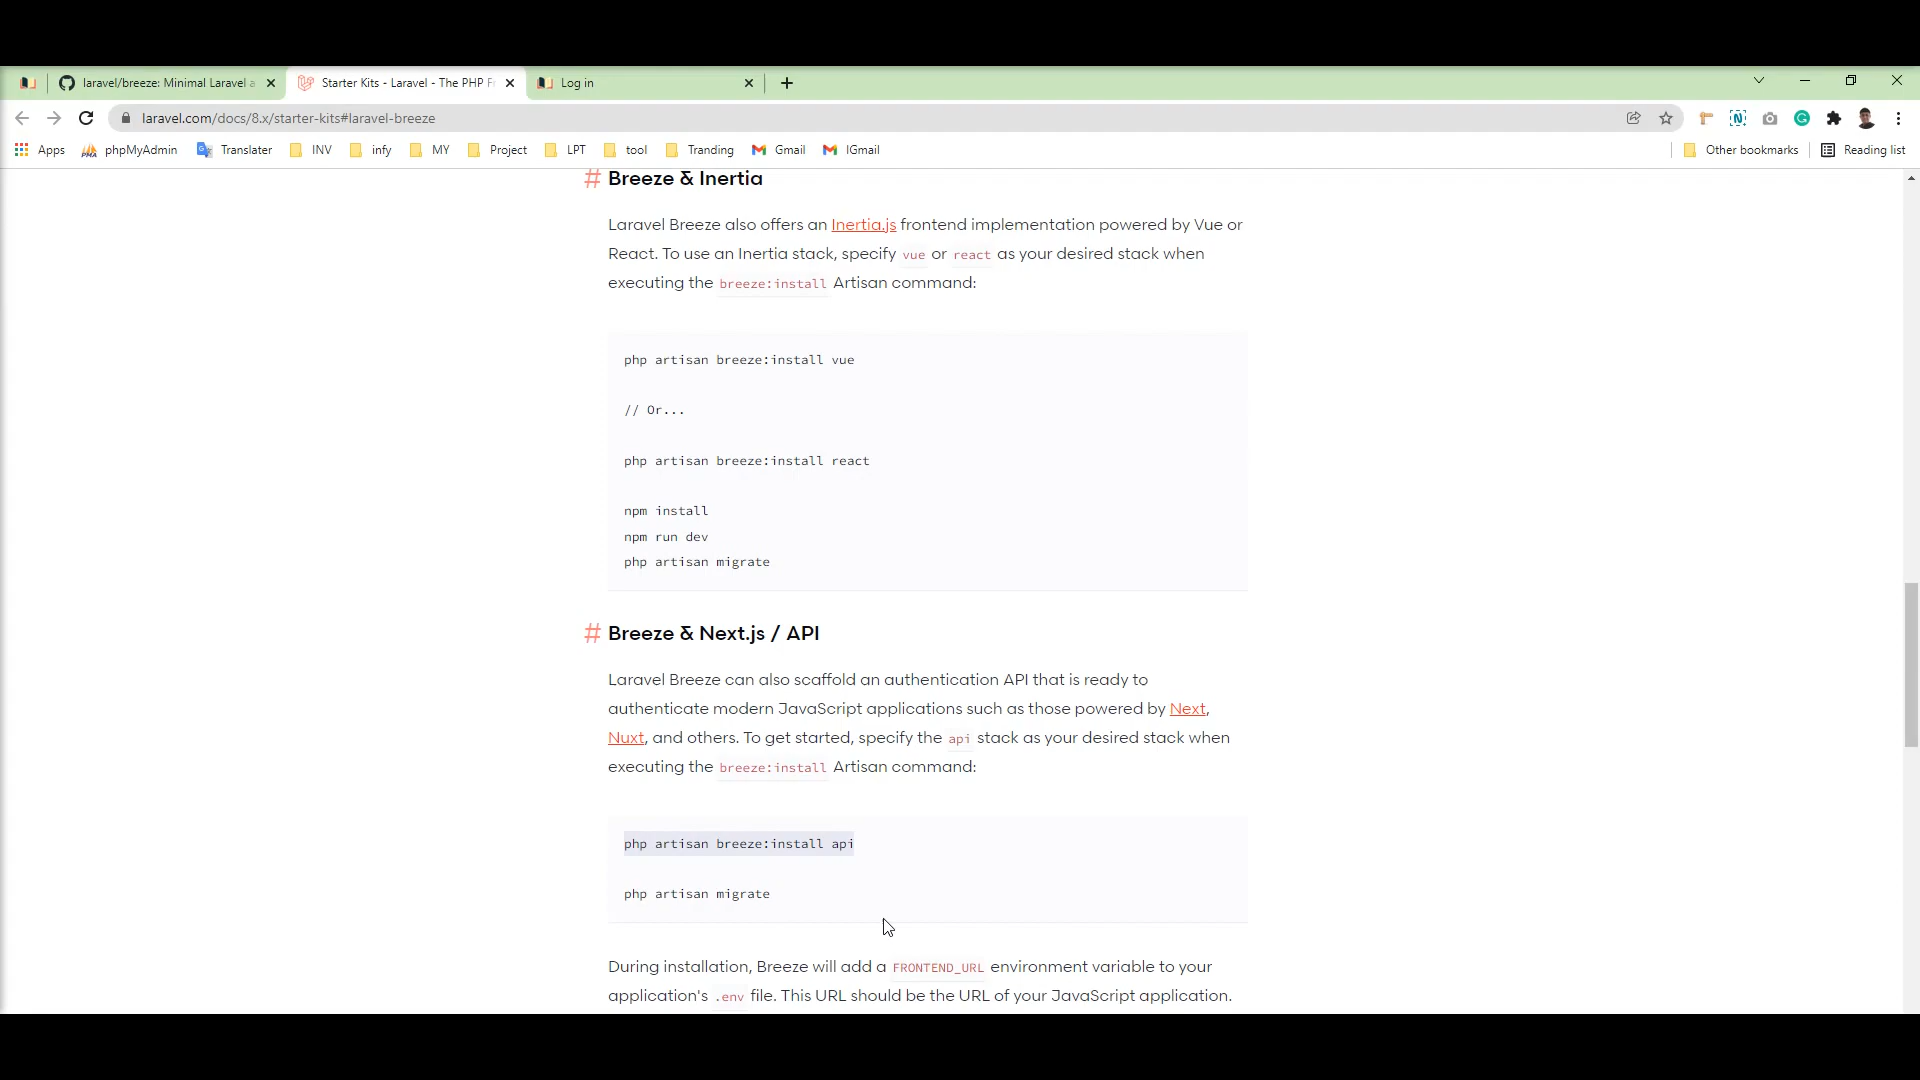 laravel/breeze: Minimal Laravel a
Starter Kits - Laravel - The PHP Fr
Log in
laravel.com/docs/8.x/starter-kits#laravel-breeze
Apps
phpMyAdmin
Translater
INV
infy
MY
Project
LPT
tool
Tranding
Gmail
IGmail
Other bookmarks
Reading list
# Breeze & Inertia
Laravel Breeze also offers an Inertia.js frontend implementation powered by Vue or
React. To use an Inertia stack, specify vue or react as your desired stack when
executing the breeze:install Artisan command:
php artisan breeze:install vue
// Or...
php artisan breeze:install react
npm install
npm run dev
php artisan migrate
# Breeze & Next.js / API
Laravel Breeze can also scaffold an authentication API that is ready to
authenticate modern JavaScript applications such as those powered by Next,
Nuxt, and others. To get started, specify the api stack as your desired stack when
executing the breeze:install Artisan command:
php artisan breeze:install api
php artisan migrate
During installation, Breeze will add a FRONTEND_URL environment variable to your
application's .env file. This URL should be the URL of your JavaScript application.